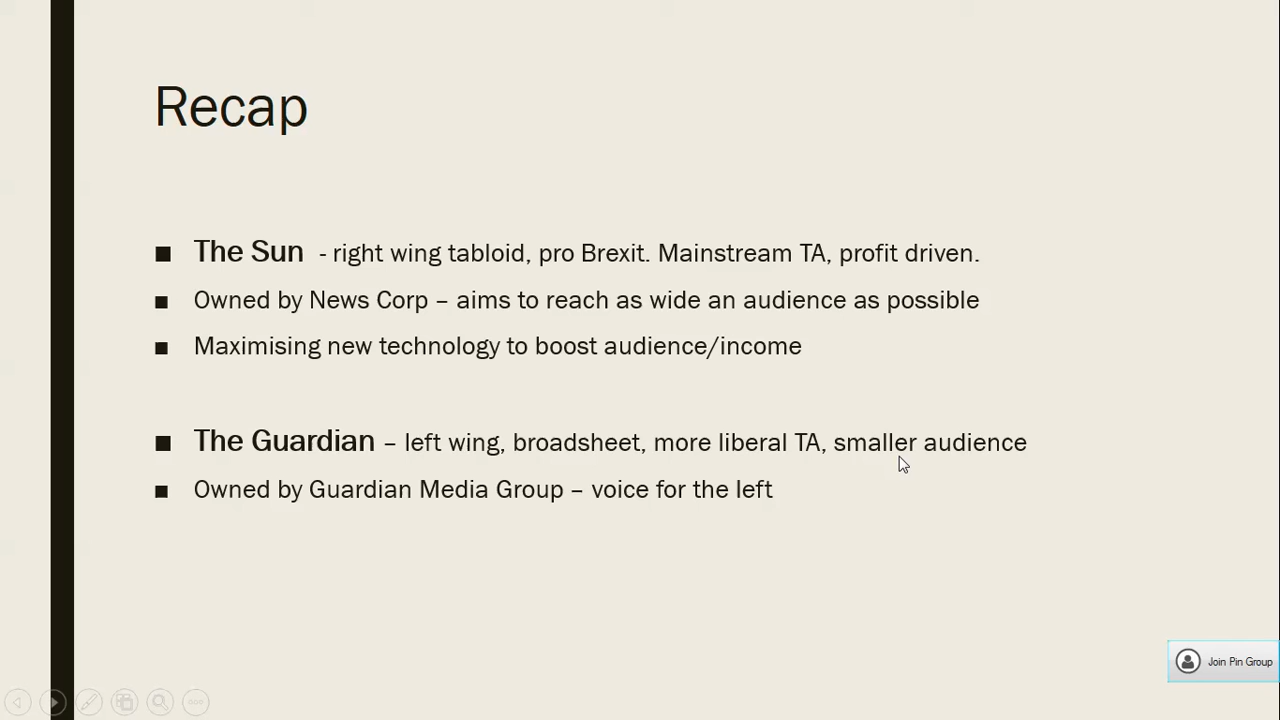 Recap
■ The Sun - right wing tabloid, pro Brexit. Mainstream TA, profit driven.
■ Owned by News Corp – aims to reach as wide an audience as possible
■ Maximising new technology to boost audience/income
■ The Guardian – left wing, broadsheet, more liberal TA, smaller audience
■ Owned by Guardian Media Group – voice for the left
Join Pin Group